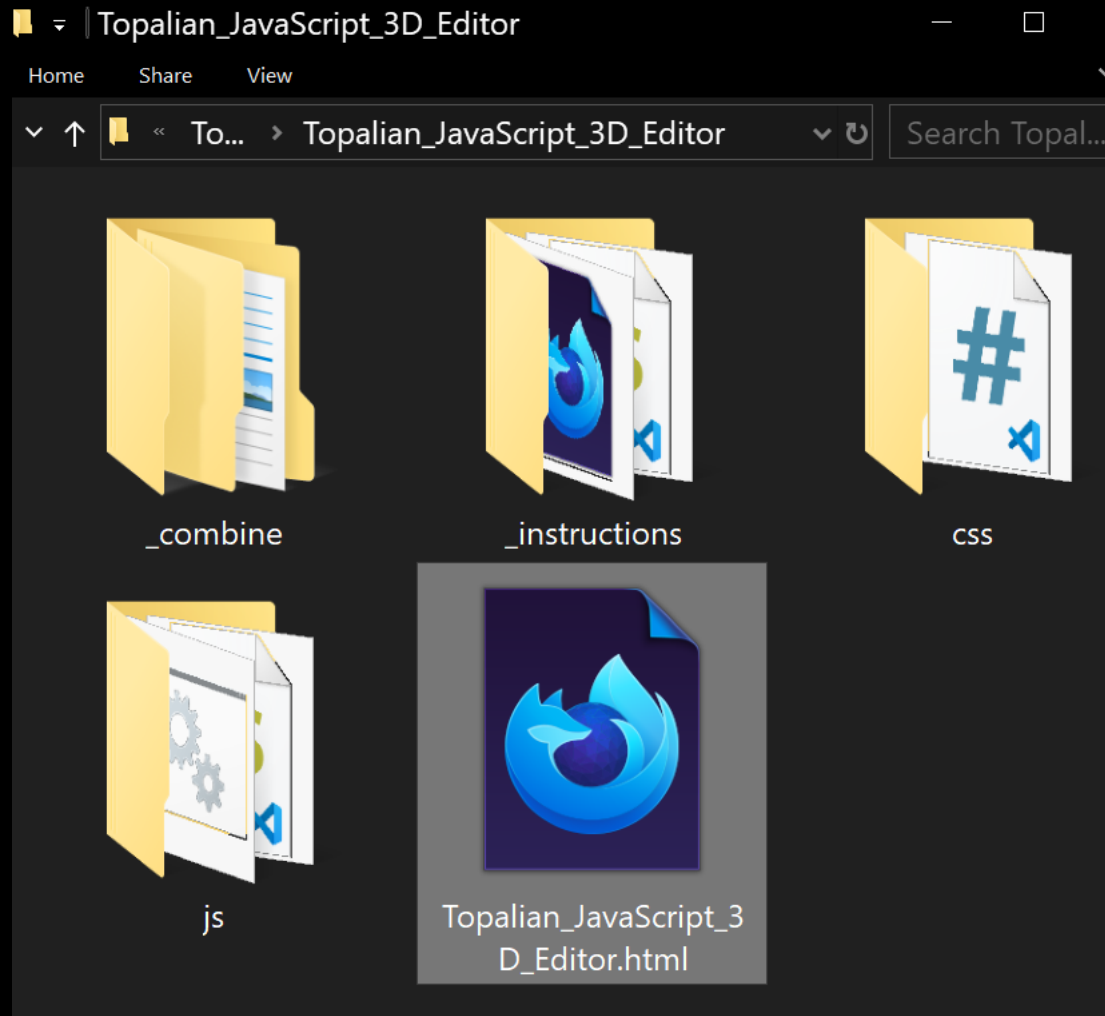 Topalian_JavaScript_3D_Editor
Home Share View
« To... > Topalian_JavaScript_3D_Editor Search Topal...
_combine _instructions css
js
Topalian_JavaScript_3
D_Editor.html